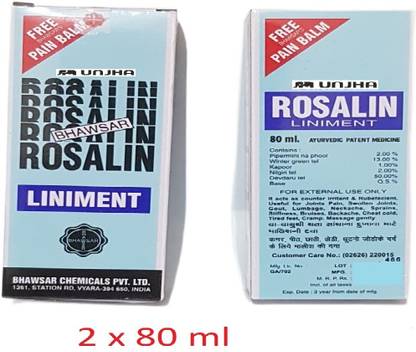 FREE
PAIN BALM
UNJHA
ROSALIN
BHAWSAR
ROSALIN
LINIMENT
BHAWSAR
BHAWSAR CHEMICALS PVT. LTD.
1361, STATION RD, VYARA-394 650, INDIA
FREE
PAIN BALM
UNJHA
ROSALIN
LINIMENT
80 ml. AYURVEDIC PATENT MEDICINE
Contains :
Pipermint na phool 2.00 %
Winter green tel 13.00 %
Kapoor 1.00 %
Nilgiri tel 2.00%
Devdaru tel 50.00%
Base Q.S.
FOR EXTERNAL USE ONLY
It acts as counter irritant & Rubefacient.
Useful for Joints Pain, Swollen Joints,
Gout, Lumbago, Neckache, Sprains,
Stiffness, Bruises, Backache, Chest cold,
Tired feet, Cramp. Massage gently
के लिये मालीश की दवा
Customer Care No.: (02626) 220015
Mfg. Lic. No. LOT :
GA/702 MFG. :
M. R. P. Rs. :
Incl. of all taxes
Exp. Date : 3 year from date of mfg.
2 x 80 ml